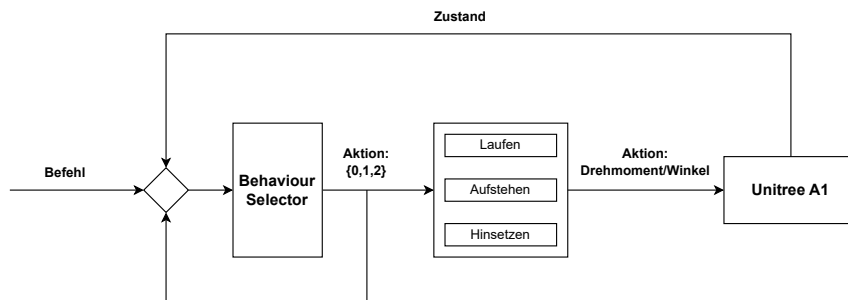 Zustand
Befehl
Behaviour
Selector
Aktion:
{0,1,2}
Laufen
Aufstehen
Hinsetzen
Aktion:
Drehmoment/Winkel
Unitree A1